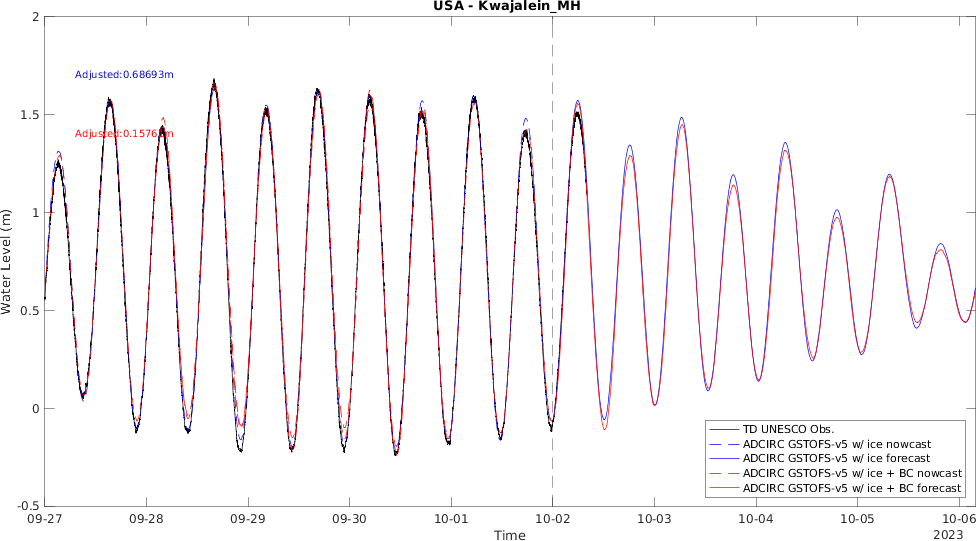 USA - Kwajalein_MH
2
Adjusted:0.68693m
1.5
Adjusted:0.1576
1
Water Level (m)
0.5
0
TD UNESCO Obs.
ADCIRC GSTOFS-v5 w/ ice nowcast
ADCIRC GSTOFS-v5 w/ ice forecast
ADCIRC GSTOFS-v5 w/ ice + BC nowcast
ADCIRC GSTOFS-v5 w/ ice + BC forecast
-0.5
09-27 09-28 09-29 09-30 10-01 10-02 10-03 10-04 10-05 10-06
Time
2023